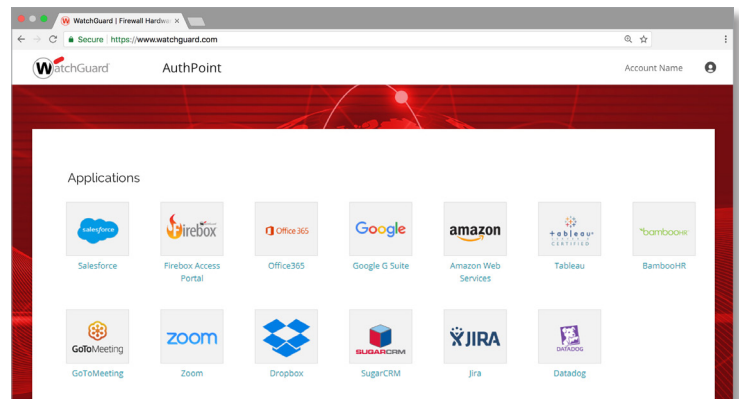 WatchGuard | Firewall Hardwa
Secure https://www.watchguard.com
WatchGuard AuthPoint Account Name
Applications
salesforce
Firebox
Office 365
Google
amazon
tableau
CERTIFIED
bambooHR
Salesforce
Firebox Access
Portal
Office365
Google G Suite
Amazon Web
Services
Tableau
BambooHR
GoToMeeting
zoom
SUGARCRM
JIRA
DATADOG
GoToMeeting
Zoom
Dropbox
SugarCRM
Jira
Datadog